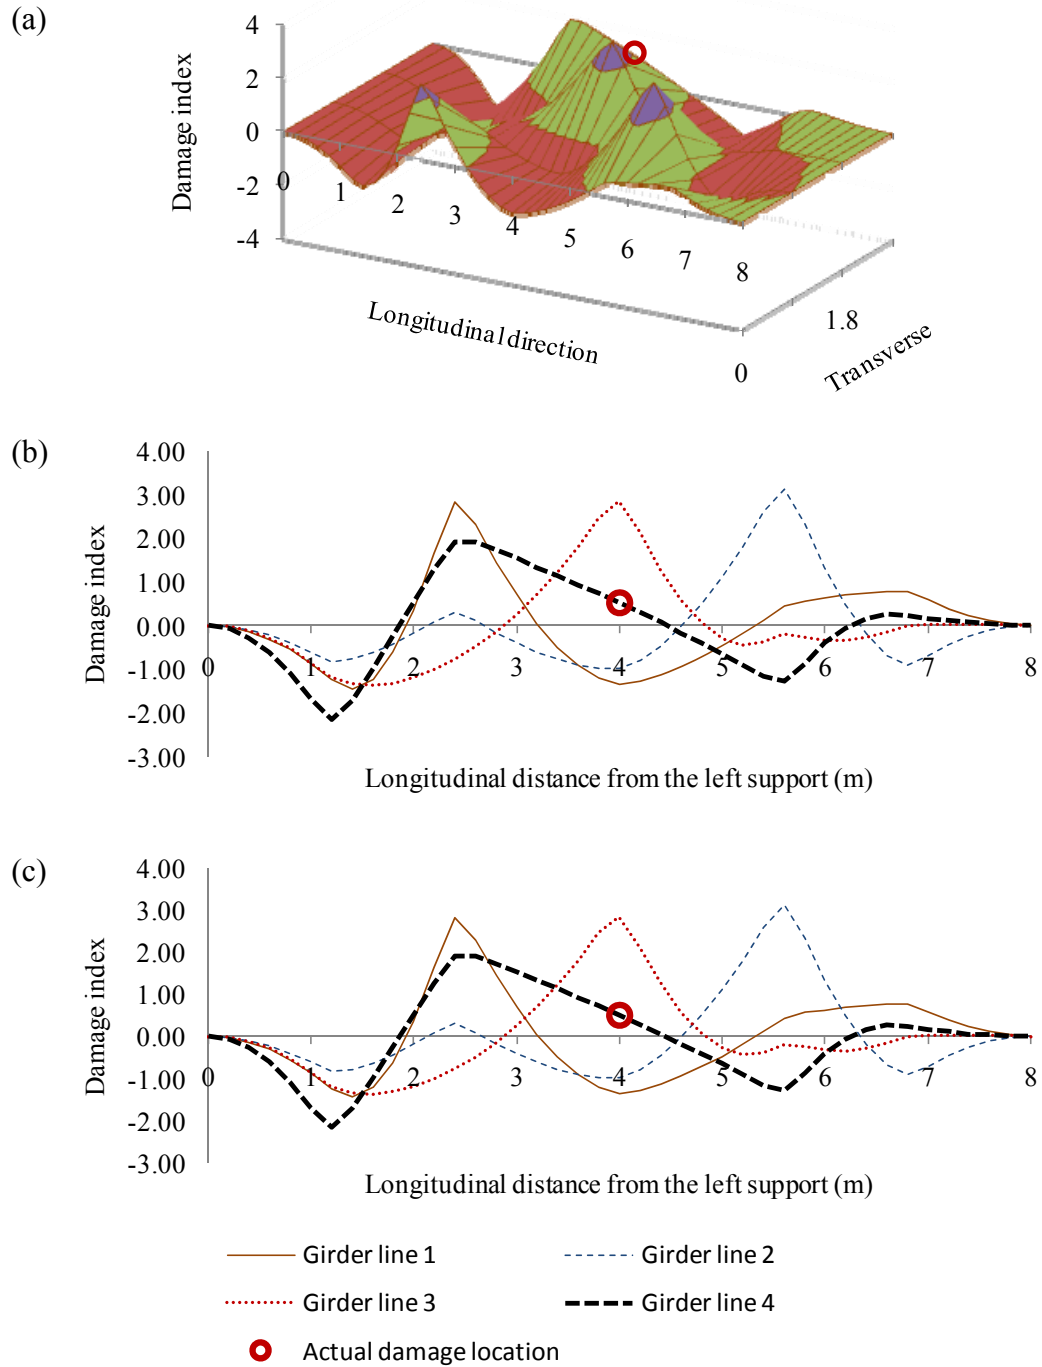 (a)
4
2
0
-2
-4
Damage index
0
1
2
3
4
5
6
7
8
Longitudinal direction
0
1.8
Transverse
(b)
4.00
3.00
2.00
1.00
0.00
-1.00
-2.00
-3.00
Damage index
0 1 2 3 4 5 6 7 8
Longitudinal distance from the left support (m)
(c)
4.00
3.00
2.00
1.00
0.00
-1.00
-2.00
-3.00
Damage index
0 1 2 3 4 5 6 7 8
Longitudinal distance from the left support (m)
Girder line 1 Girder line 2
Girder line 3 Girder line 4
Actual damage location